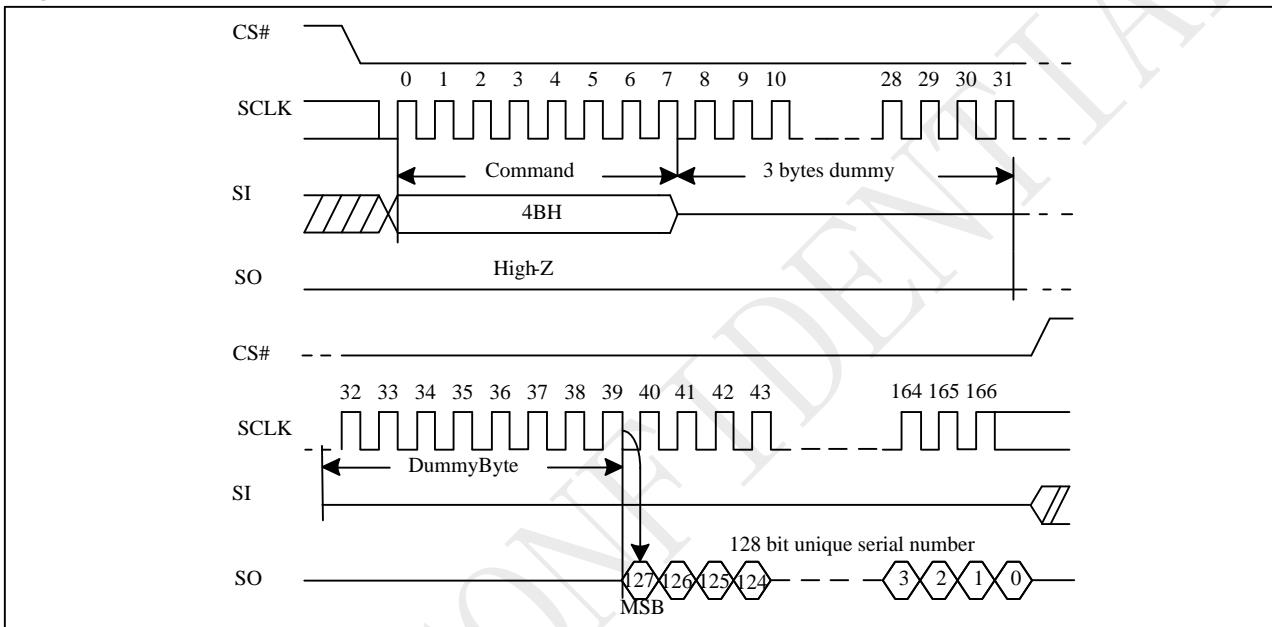 CS#
0 1 2 3 4 5 6 7 8 9 10 28 29 30 31
SCLK
Command 3 bytes dummy
SI
4BH
High-Z
SO
CS#
32 33 34 35 36 37 38 39 40 41 42 43 164 165 166
SCLK
DummyByte
SI
128 bit unique serial number
SO 127 126 125 124 3 2 1 0
MSB